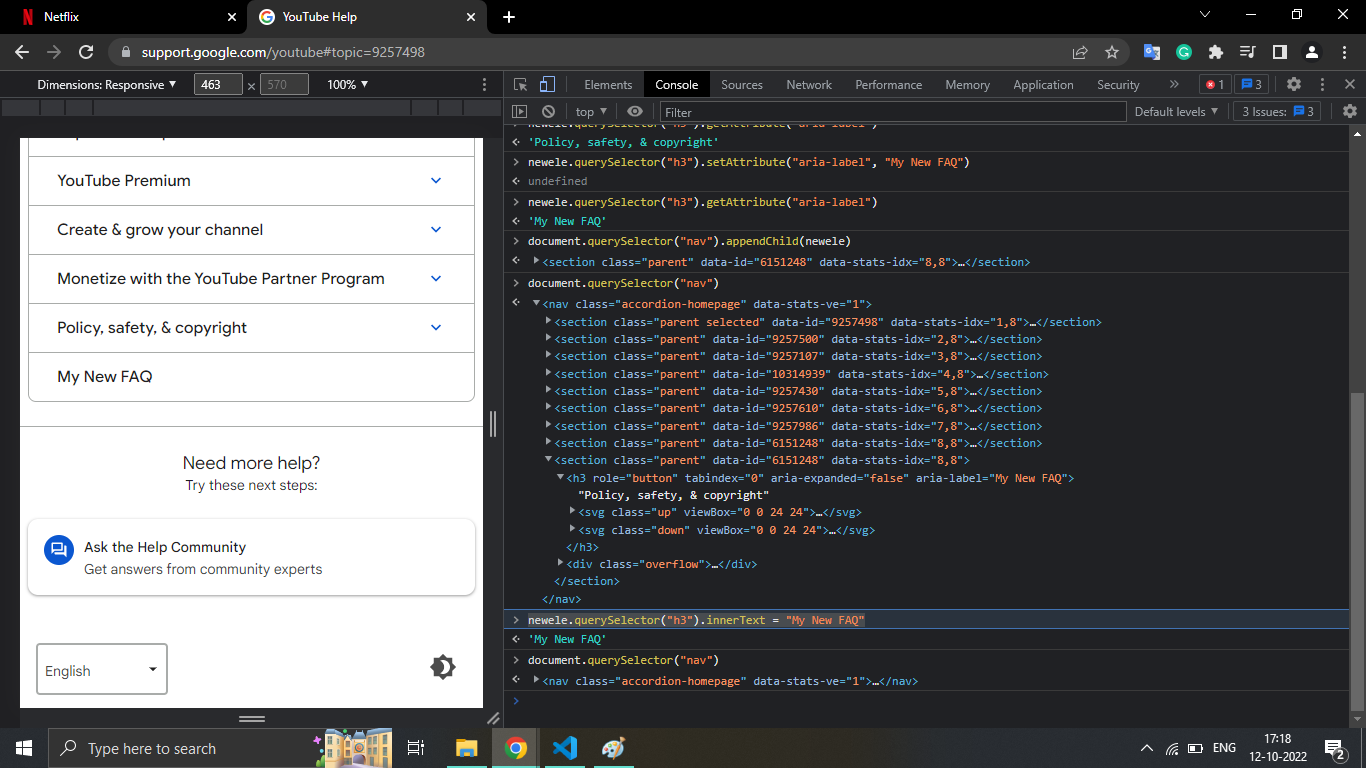 Netflix
YouTube Help
support.google.com/youtube#topic=9257498
Dimensions: Responsive 463 × 570 100%
Elements Console Sources Network Performance Memory Application Security » 1 3
top Filter Default levels 3 Issues: 3
YouTube Premium
Create & grow your channel
Monetize with the YouTube Partner Program
Policy, safety, & copyright
My New FAQ
Need more help?
Try these next steps:
Ask the Help Community
Get answers from community experts
English
newele.querySelector("h3").getAttribute("aria-label")
'Policy, safety, & copyright'
newele.querySelector("h3").setAttribute("aria-label", "My New FAQ")
undefined
newele.querySelector("h3").getAttribute("aria-label")
'My New FAQ'
document.querySelector("nav").appendChild(newele)
<section class="parent" data-id="6151248" data-stats-idx="8,8">…</section>
document.querySelector("nav")
<nav class="accordion-homepage" data-stats-ve="1">
<section class="parent selected" data-id="9257498" data-stats-idx="1,8">…</section>
<section class="parent" data-id="9257500" data-stats-idx="2,8">…</section>
<section class="parent" data-id="9257107" data-stats-idx="3,8">…</section>
<section class="parent" data-id="10314939" data-stats-idx="4,8">…</section>
<section class="parent" data-id="9257430" data-stats-idx="5,8">…</section>
<section class="parent" data-id="9257610" data-stats-idx="6,8">…</section>
<section class="parent" data-id="9257986" data-stats-idx="7,8">…</section>
<section class="parent" data-id="6151248" data-stats-idx="8,8">…</section>
<section class="parent" data-id="6151248" data-stats-idx="8,8">
<h3 role="button" tabindex="0" aria-expanded="false" aria-label="My New FAQ">
"Policy, safety, & copyright"
<svg class="up" viewBox="0 0 24 24">…</svg>
<svg class="down" viewBox="0 0 24 24">…</svg>
</h3>
<div class="overflow">…</div>
</section>
</nav>
newele.querySelector("h3").innerText = "My New FAQ"
'My New FAQ'
document.querySelector("nav")
<nav class="accordion-homepage" data-stats-ve="1">…</nav>
Type here to search
ENG
17:18
12-10-2022
2